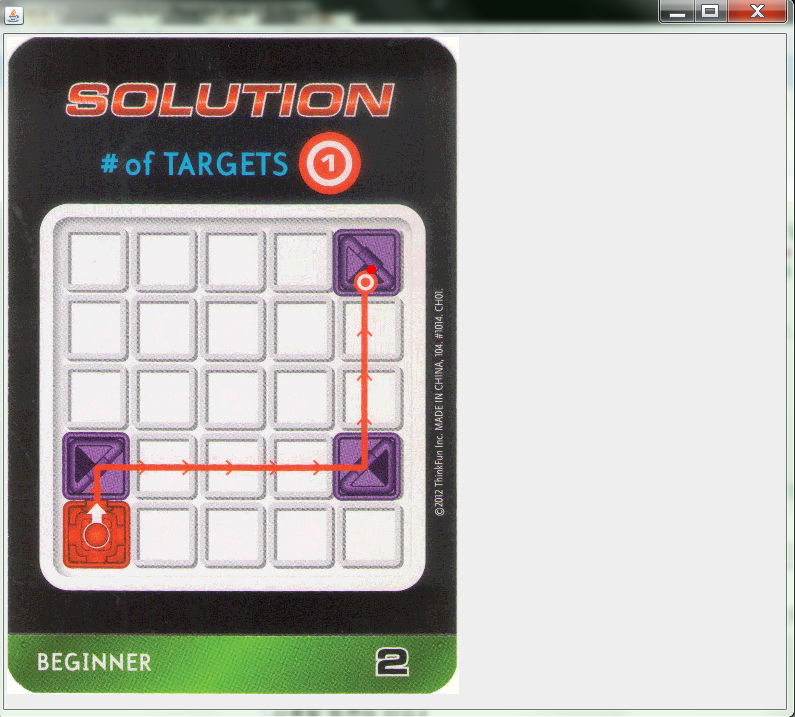 SOLUTION
# of TARGETS 1
©2012 ThinkFun Inc. MADE IN CHINA, 104. #1014. CH01.
BEGINNER
2